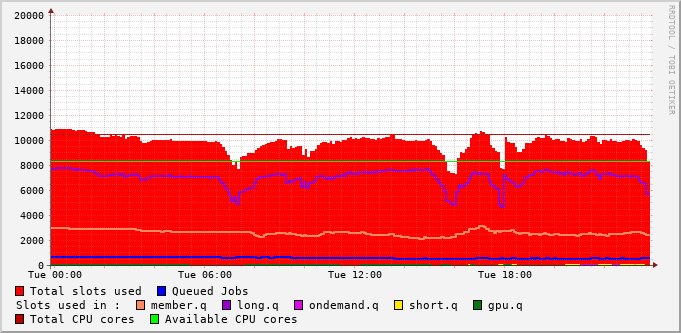 20000
18000
16000
14000
12000
10000
8000
6000
4000
2000
0
Tue 00:00 Tue 06:00 Tue 12:00 Tue 18:00
RRDTOOL / TOBI OETIKER
Total slots used Queued Jobs
Slots used in : member.q long.q ondemand.q short.q gpu.q
Total CPU cores Available CPU cores